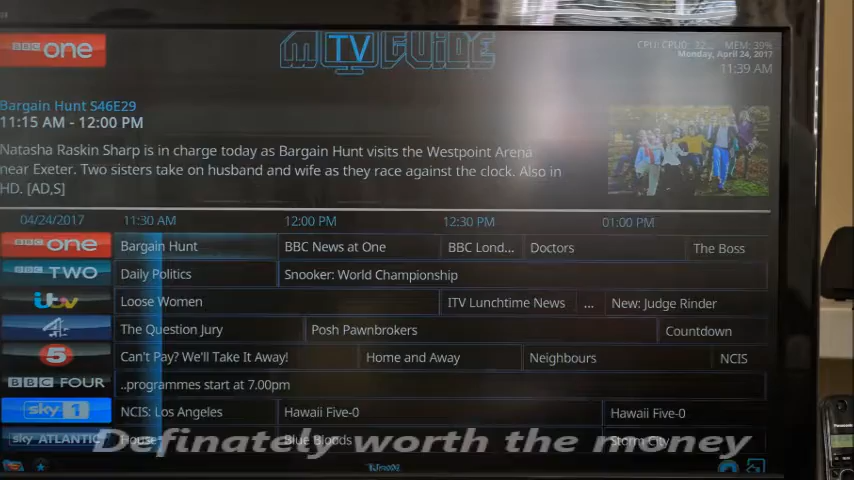 BBC one
M TV GUIDE
CPU: CPU0: 32... MEM: 39%
Monday, April 24, 2017
11:39 AM
Bargain Hunt S46E29
11:15 AM - 12:00 PM
Natasha Raskin Sharp is in charge today as Bargain Hunt visits the Westpoint Arena
near Exeter. Two sisters take on husband and wife as they race against the clock. Also in
HD. [AD,S]
04/24/2017 11:30 AM 12:00 PM 12:30 PM 01:00 PM
BBC one Bargain Hunt BBC News at One BBC Lond... Doctors The Boss
BBC TWO Daily Politics Snooker: World Championship
itv Loose Women ITV Lunchtime News ... New: Judge Rinder
4 The Question Jury Posh Pawnbrokers Countdown
5 Can't Pay? We'll Take It Away! Home and Away Neighbours NCIS
BBC FOUR ..programmes start at 7.00pm
sky 1 NCIS: Los Angeles Hawaii Five-0 Hawaii Five-0
sky ATLANTIC House Blue Bloods Storm City
Definately worth the money
Panasonic